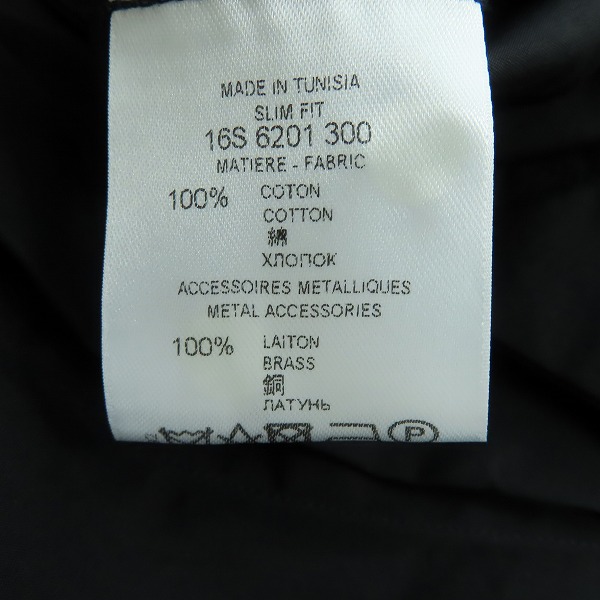 MADE IN TUNISIA
SLIM FIT
16S 6201 300
MATIERE - FABRIC
100% COTON
COTTON
綿
ХЛОПОК
ACCESSOIRES METALLIQUES
METAL ACCESSORIES
100% LAITON
BRASS
銅
ЛАТУНЬ
P